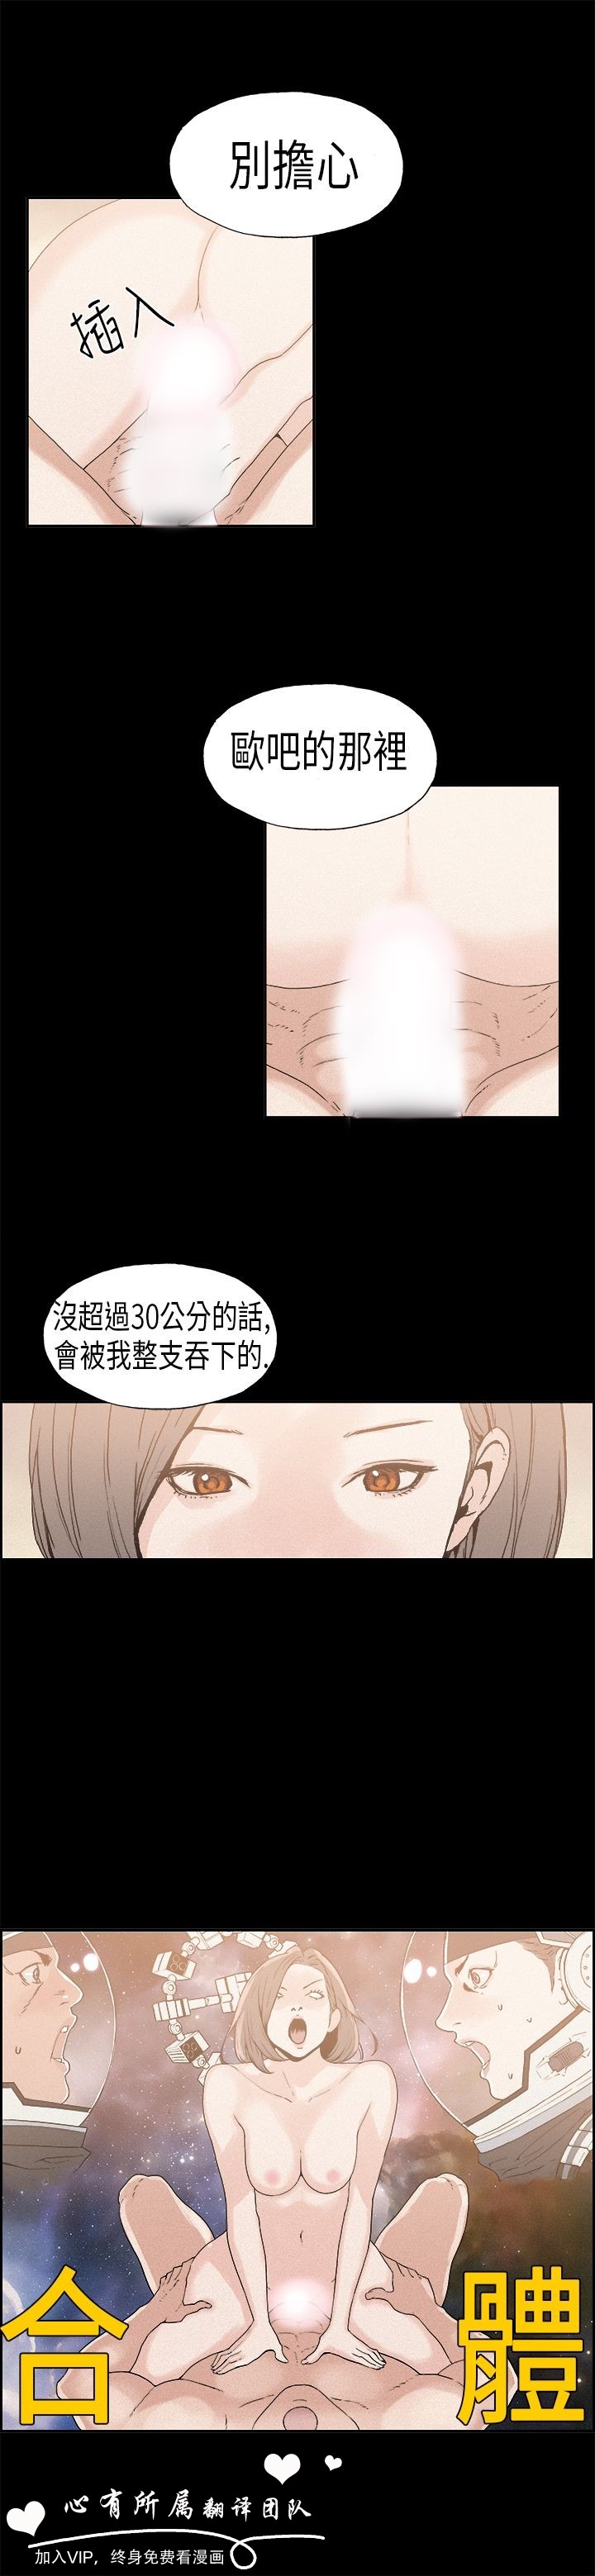 別擔心
插入
歐吧的那裡
沒超過30公分的話,
會被我整支吞下的.
合體
心有所属翻译团队
加入VIP，终身免费看漫画